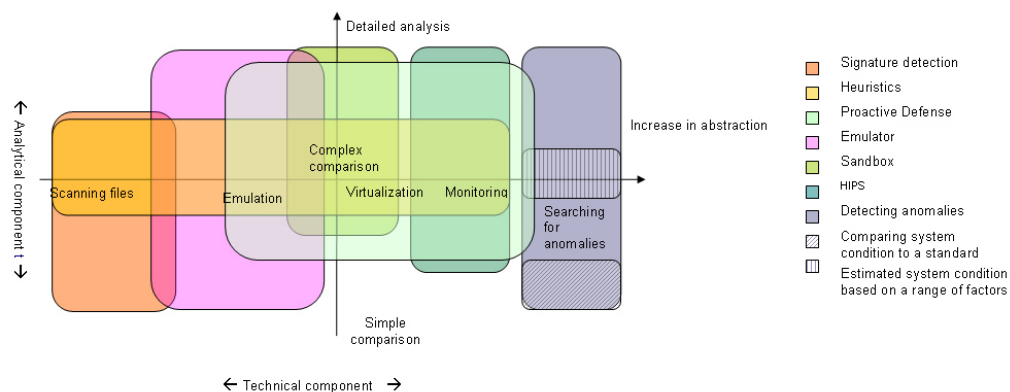 Detailed analysis
Analytical component t
Increase in abstraction
Complex
comparison
Scanning files
Emulation
Virtualization
Monitoring
Searching
for
anomalies
Simple
comparison
Technical component
Signature detection
Heuristics
Proactive Defense
Emulator
Sandbox
HIPS
Detecting anomalies
Comparing system
condition to a standard
Estimated system condition
based on a range of factors